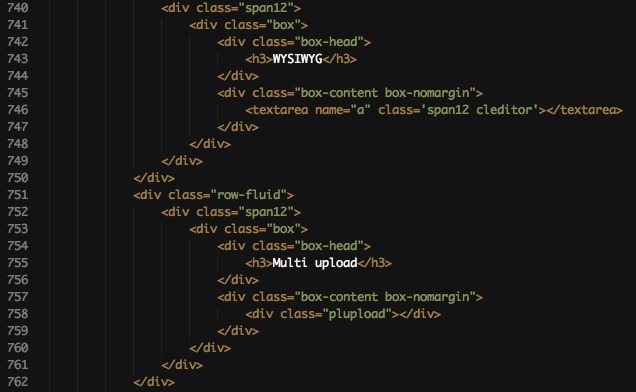 740 <div class="span12">
741 <div class="box">
742 <div class="box-head">
743 <h3>WYSIWYG</h3>
744 </div>
745 <div class="box-content box-nomargin">
746 <textarea name="a" class='span12 cleditor'></textarea>
747 </div>
748 </div>
749 </div>
750 </div>
751 <div class="row-fluid">
752 <div class="span12">
753 <div class="box">
754 <div class="box-head">
755 <h3>Multi upload</h3>
756 </div>
757 <div class="box-content box-nomargin">
758 <div class="plupload"></div>
759 </div>
760 </div>
761 </div>
762 </div>